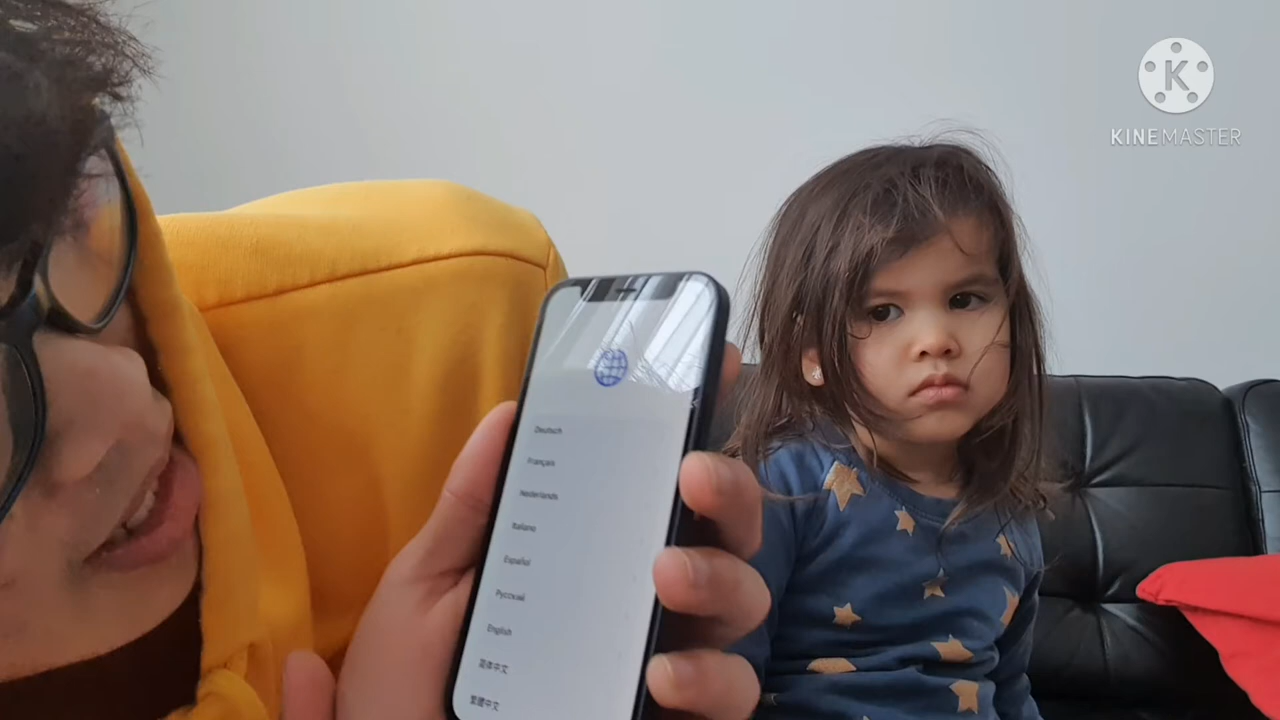 K
KINEMASTER
Deutsch
Français
Nederlands
Italiano
Español
Русский
English
简体中文
繁體中文